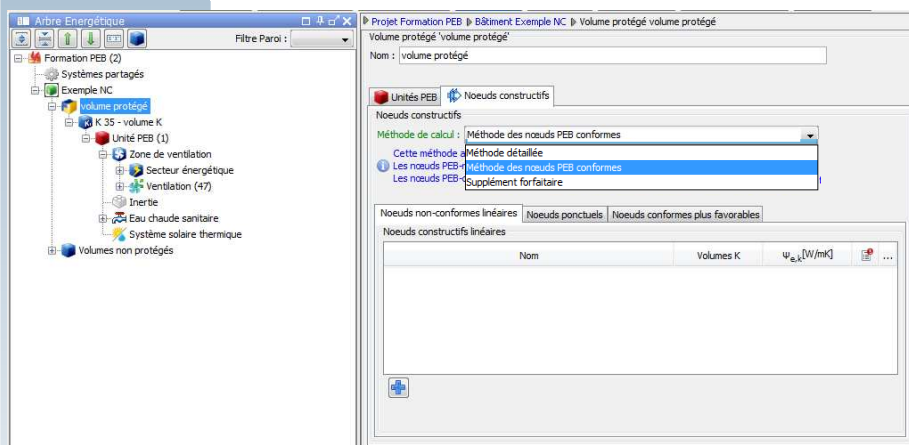 Arbre Energétique
Filtre Paroi :
Formation PEB (2)
Systèmes partagés
Exemple NC
volume protégé
K 35 - volume K
Unité PEB (1)
Zone de ventilation
Secteur énergétique
Ventilation (47)
Inertie
Eau chaude sanitaire
Système solaire thermique
Volumes non protégés
Projet Formation PEB Bâtiment Exemple NC Volume protégé volume protégé
Volume protégé 'volume protégé'
Nom : volume protégé
Unités PEB Noeuds constructifs
Noeuds constructifs
Méthode de calcul : Méthode des nœuds PEB conformes
Cette méthode
Méthode détaillée
Les nœuds PEB-
Méthode des nœuds PEB conformes
Les nœuds PEB-
Supplément forfaitaire
Noeuds non-conformes linéaires Noeuds ponctuels Noeuds conformes plus favorables
Noeuds constructifs linéaires
Nom Volumes K Ψe,k[W/mK] ...